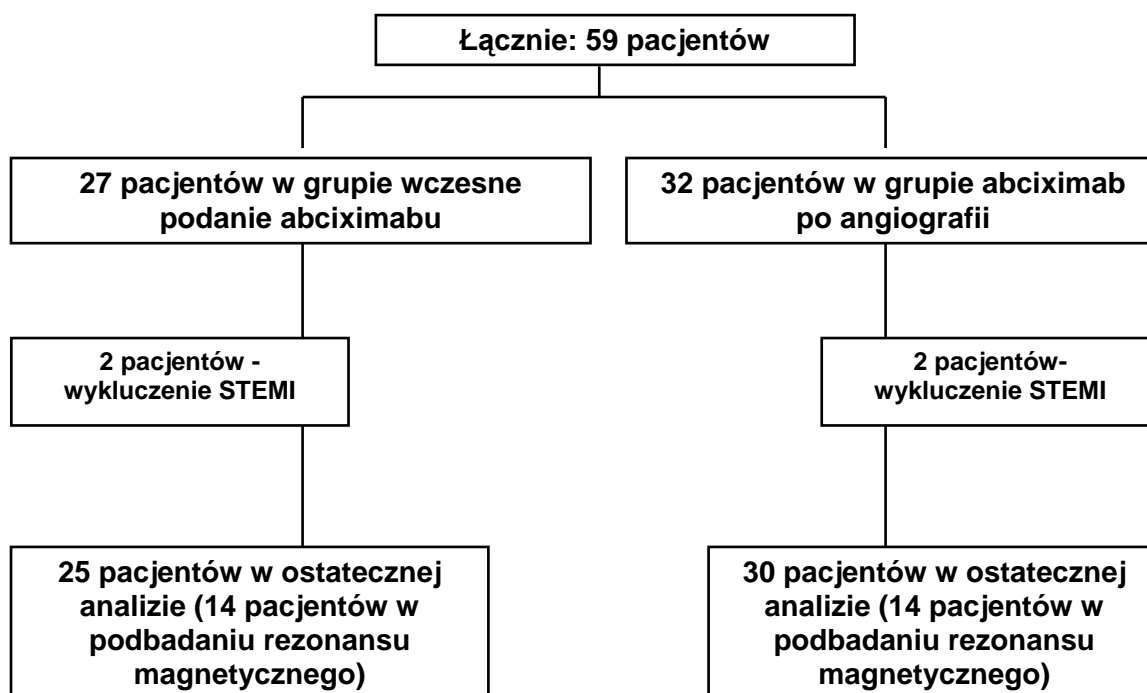 Łącznie: 59 pacjentów
27 pacjentów w grupie wczesne
podanie abciximabu
32 pacjentów w grupie abciximab
po angiografii
2 pacjentów -
wykluczenie STEMI
2 pacjentów-
wykluczenie STEMI
25 pacjentów w ostatecznej
analizie (14 pacjentów w
podbadaniu rezonansu
magnetycznego)
30 pacjentów w ostatecznej
analizie (14 pacjentów w
podbadaniu rezonansu
magnetycznego)